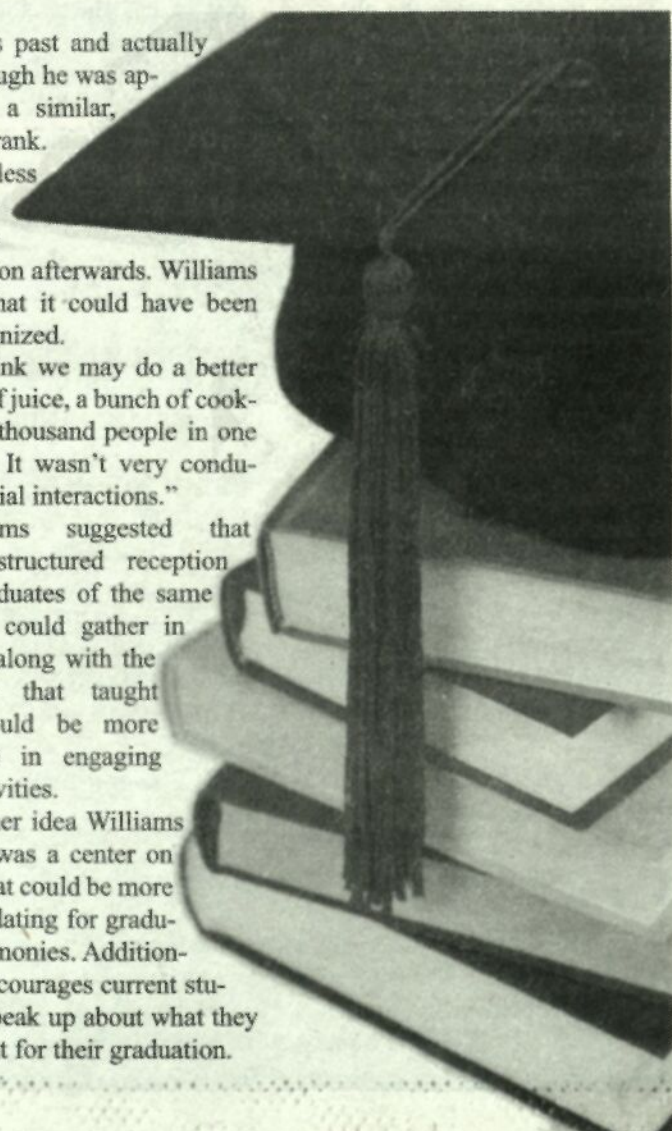 s past and actually
ugh he was ap-
a similar,
rank.
less
on afterwards. Williams
hat it could have been
nized.
nk we may do a better
f juice, a bunch of cook-
thousand people in one
It wasn't very condu-
ial interactions."
ms suggested that
structured reception
duates of the same
could gather in
along with the
that taught
uld be more
in engaging
vities.
er idea Williams
was a center on
at could be more
dating for gradu-
monies. Addition-
courages current stu-
peak up about what they
t for their graduation.